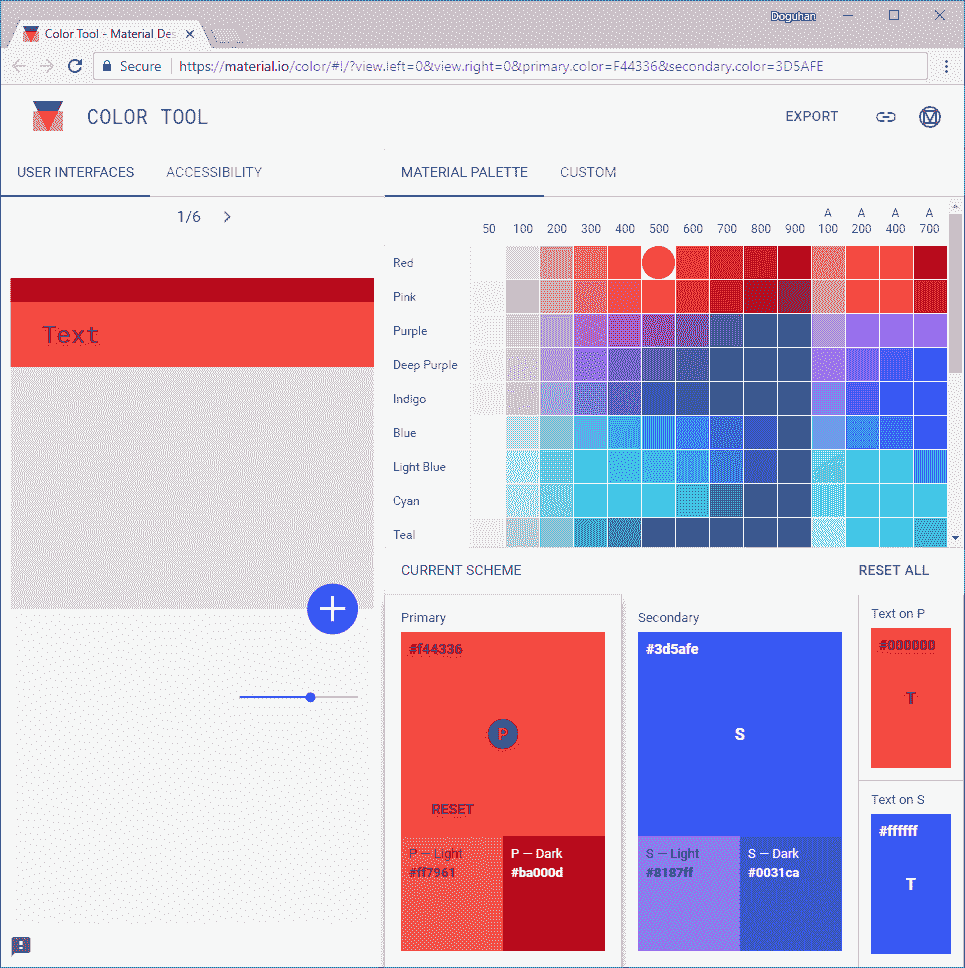 Doguhan
Color Tool - Material Des
Secure https://material.io/color/#!/?view.left=0&view.right=0&primary.color=F44336&secondary.color=3D5AFE
COLOR TOOL
EXPORT
USER INTERFACES ACCESSIBILITY
MATERIAL PALETTE CUSTOM
1/6
A A A A
50 100 200 300 400 500 600 700 800 900 100 200 400 700
Red
Pink
Purple
Deep Purple
Indigo
Blue
Light Blue
Cyan
Teal
Text
CURRENT SCHEME
RESET ALL
Primary
#f44336
P
RESET
P — Light
#ff7961
P — Dark
#ba000d
Secondary
#3d5afe
S
S — Light
#8187ff
S — Dark
#0031ca
Text on P
#000000
T
Text on S
#ffffff
T